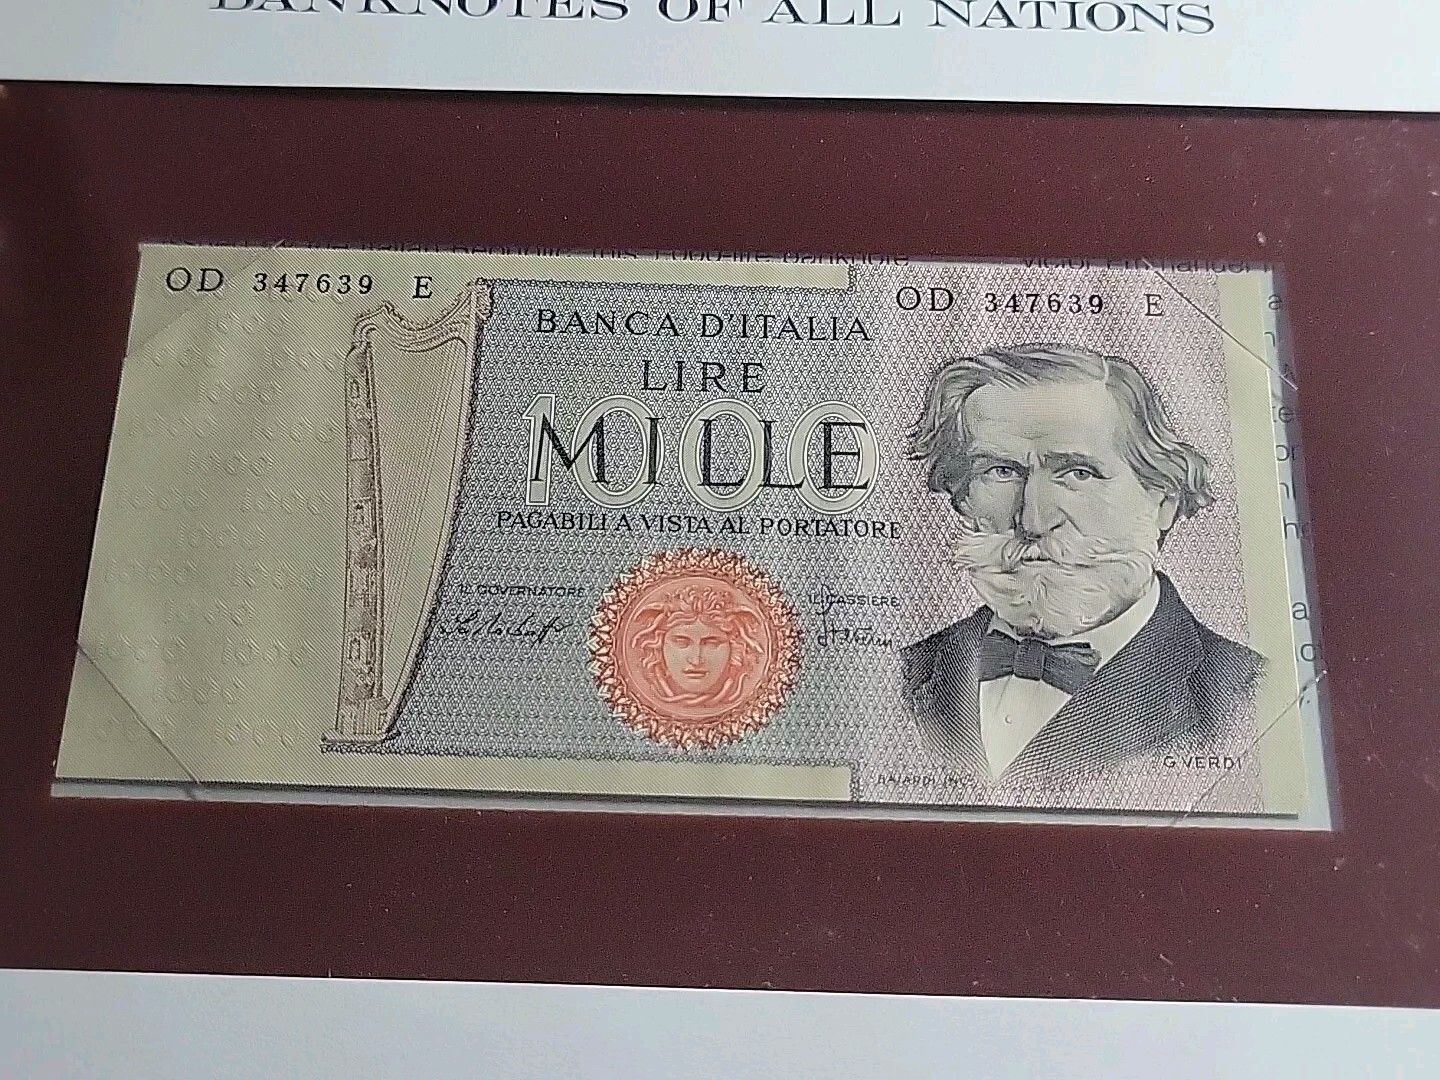 BANKNOTES OF ALL NATIONS
OD 347639 E
OD 347639 E
BANCA D'ITALIA
LIRE
1000
MILLE
PAGABILI A VISTA AL PORTATORE
IL GOVERNATORE
IL CASSIERE
G. VERDI